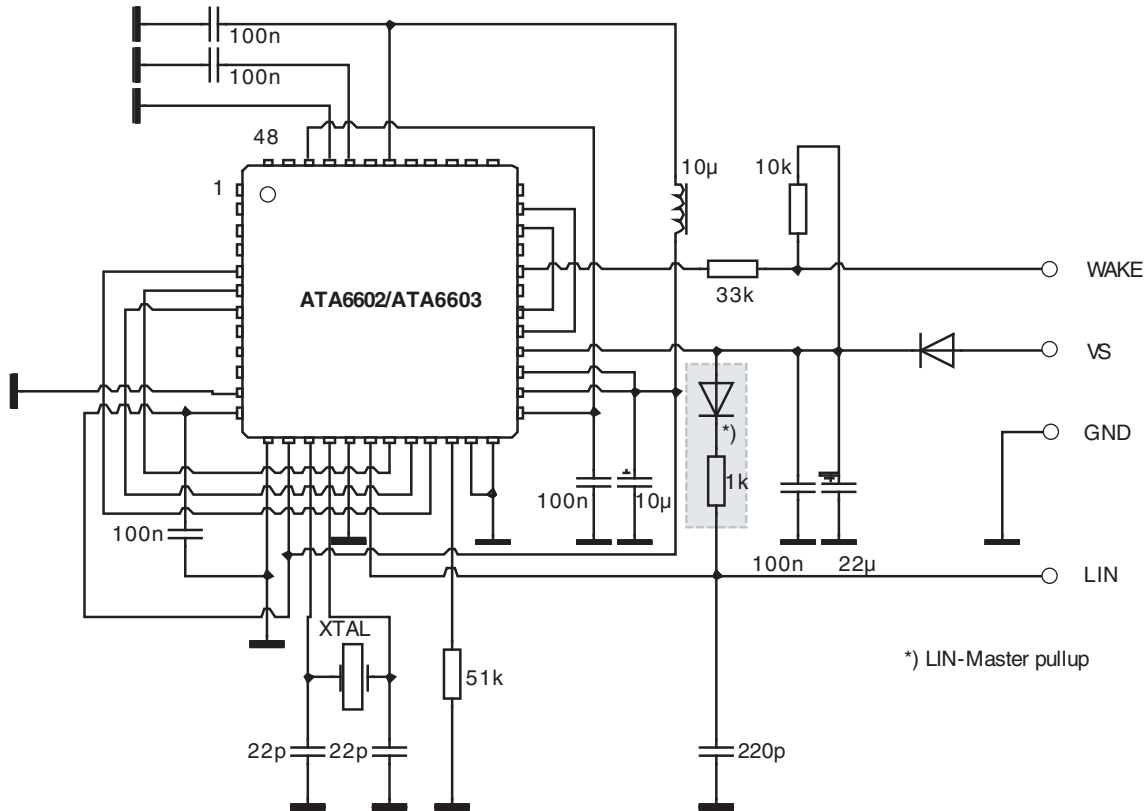 100n
100n
48
1
10µ
10k
WAKE
33k
ATA6602/ATA6603
VS
*)
GND
1k
100n
10µ
100n
100n
22µ
LIN
XTAL
*) LIN-Master pullup
51k
22p
22p
220p